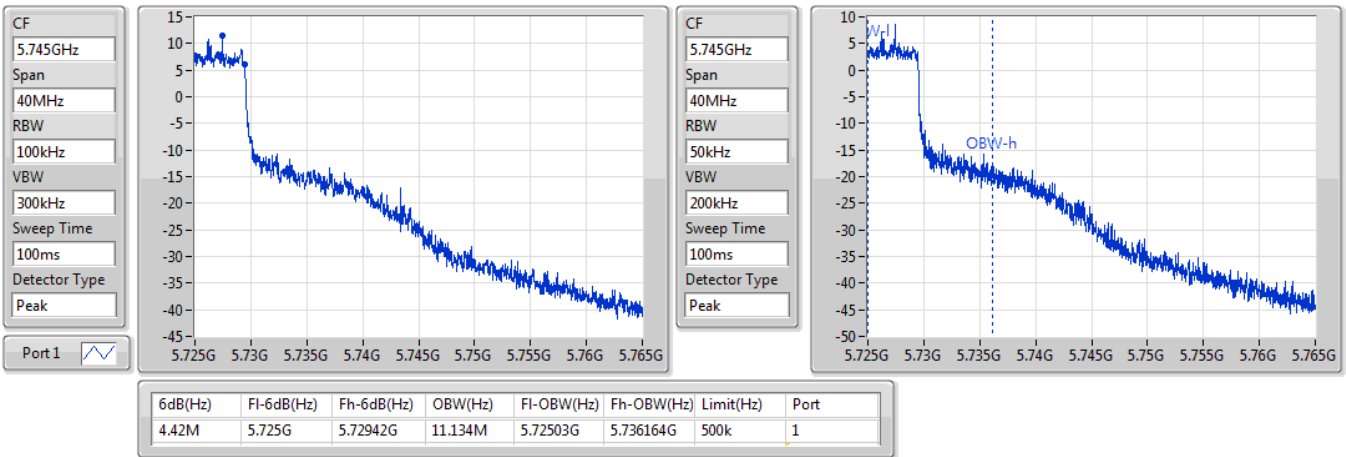 CF
5.745GHz
Span
40MHz
RBW
100kHz
VBW
300kHz
Sweep Time
100ms
Detector Type
Peak
Port 1
15
10
5
0
-5
-10
-15
-20
-25
-30
-35
-40
-45
5.725G 5.73G 5.735G 5.74G 5.745G 5.75G 5.755G 5.76G 5.765G
CF
5.745GHz
Span
40MHz
RBW
50kHz
VBW
200kHz
Sweep Time
100ms
Detector Type
Peak
10
5
0
-5
-10
-15
-20
-25
-30
-35
-40
-45
-50
W-l
OBW-h
5.725G 5.73G 5.735G 5.74G 5.745G 5.75G 5.755G 5.76G 5.765G
6dB(Hz) Fl-6dB(Hz) Fh-6dB(Hz) OBW(Hz) Fl-OBW(Hz) Fh-OBW(Hz) Limit(Hz) Port
4.42M 5.725G 5.72942G 11.134M 5.72503G 5.736164G 500k 1